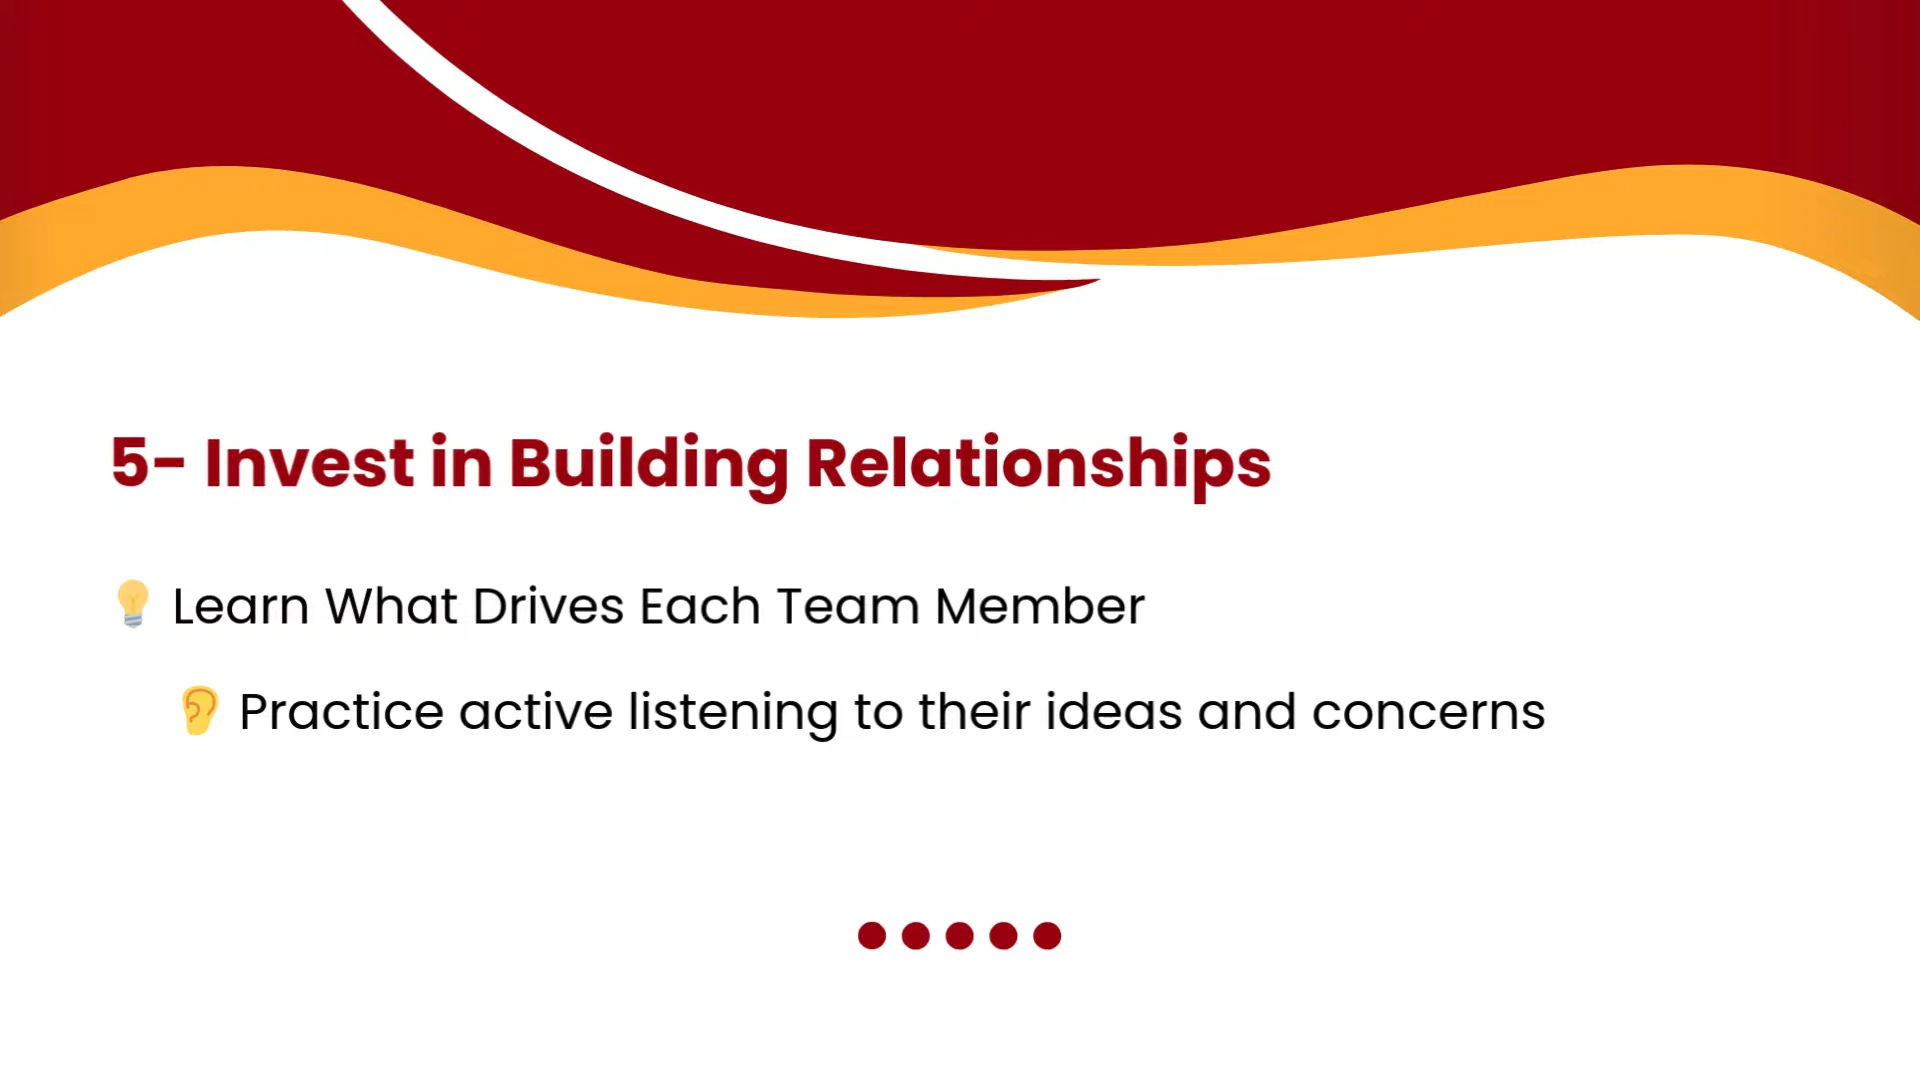 5- Invest in Building Relationships
💡 Learn What Drives Each Team Member
👂 Practice active listening to their ideas and concerns